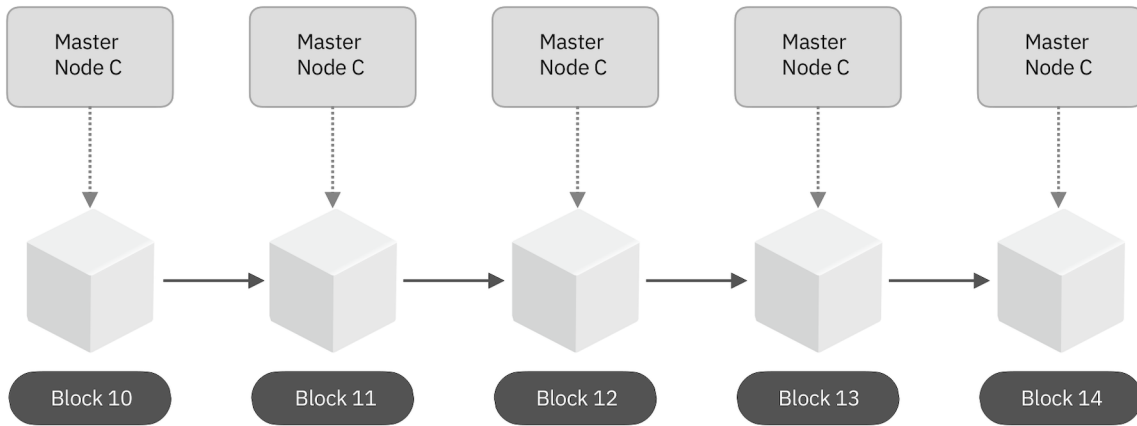 Master
Node C
Master
Node C
Master
Node C
Master
Node C
Master
Node C
Block 10
Block 11
Block 12
Block 13
Block 14